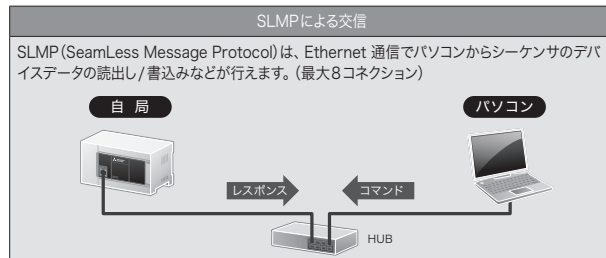 SLMPによる交信
SLMP(SeamLess Message Protocol)は、Ethernet 通信でパソコンからシーケンサのデバ
イスデータの読出し/書込みなどが行えます。(最大8コネクション)
自 局
パソコン
レスポンス
コマンド
HUB